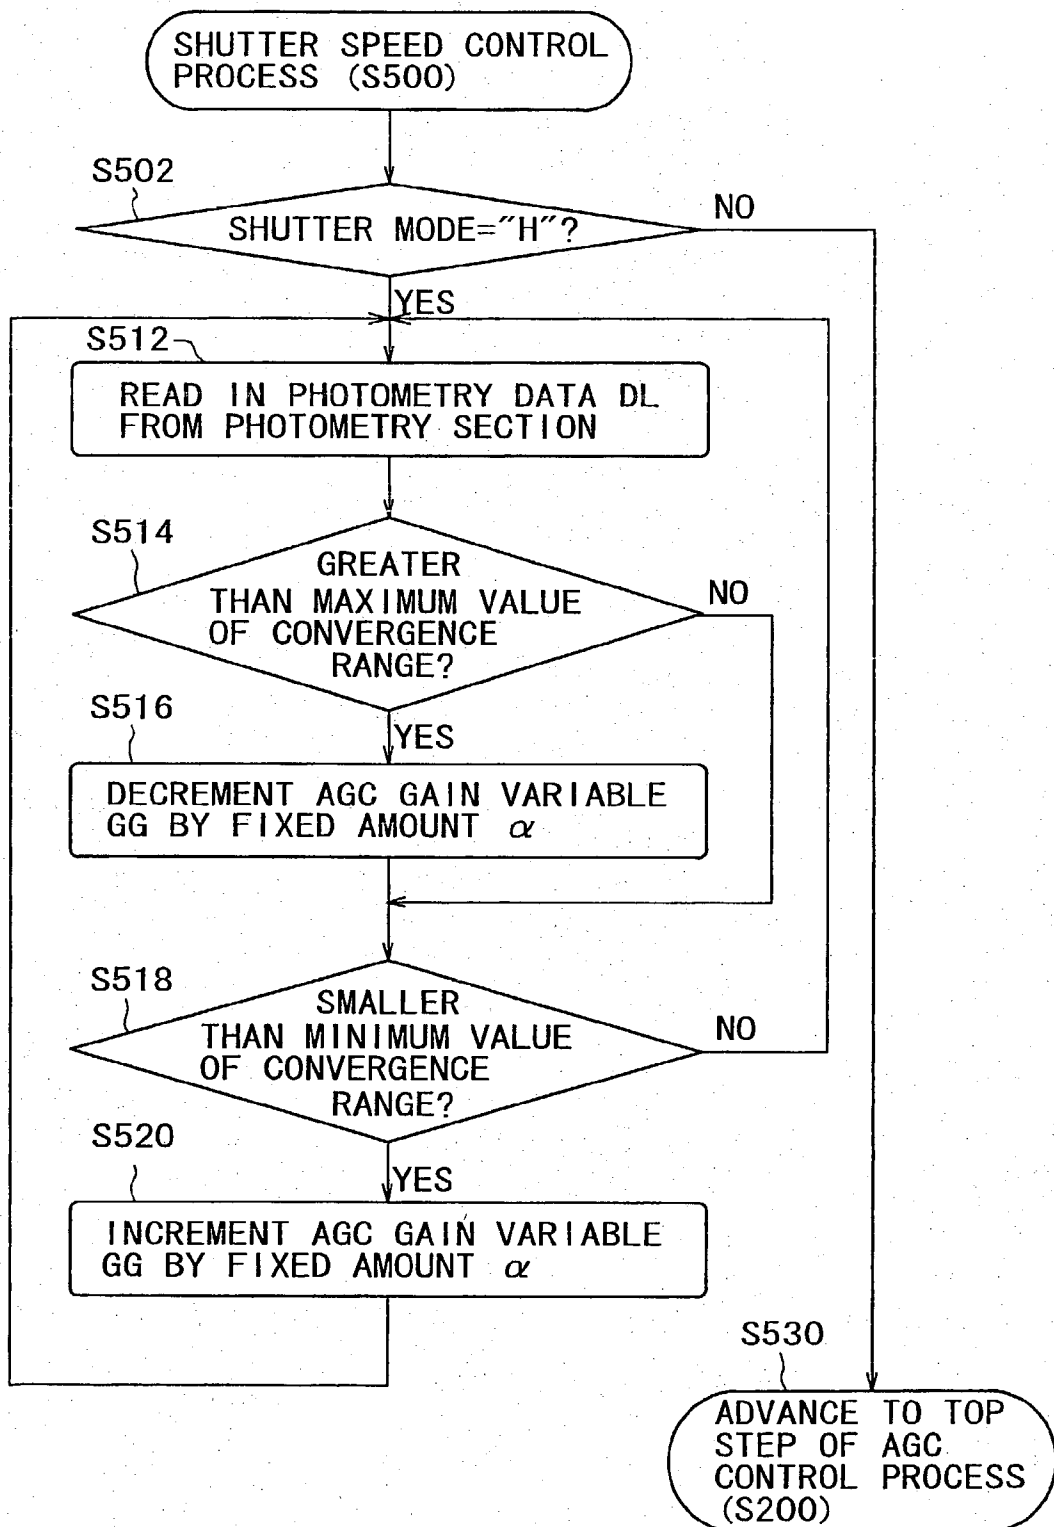 SHUTTER SPEED CONTROL
PROCESS (S500)
S502
SHUTTER MODE="H"?
NO
YES
S512
READ IN PHOTOMETRY DATA DL
FROM PHOTOMETRY SECTION
S514
GREATER
THAN MAXIMUM VALUE
OF CONVERGENCE
RANGE?
NO
S516
YES
DECREMENT AGC GAIN VARIABLE
GG BY FIXED AMOUNT α
S518
SMALLER
THAN MINIMUM VALUE
OF CONVERGENCE
RANGE?
NO
S520
YES
INCREMENT AGC GAIN VARIABLE
GG BY FIXED AMOUNT α
S530
ADVANCE TO TOP
STEP OF AGC
CONTROL PROCESS
(S200)